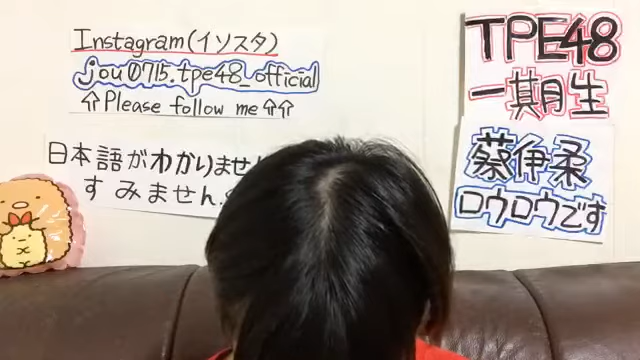 Instagram(イソスタ)
jou0715.tpe48_official
Please follow me
日本語がわかりませ
すみません.
TPE48
一期生
蔡伊柔
ロウロウです